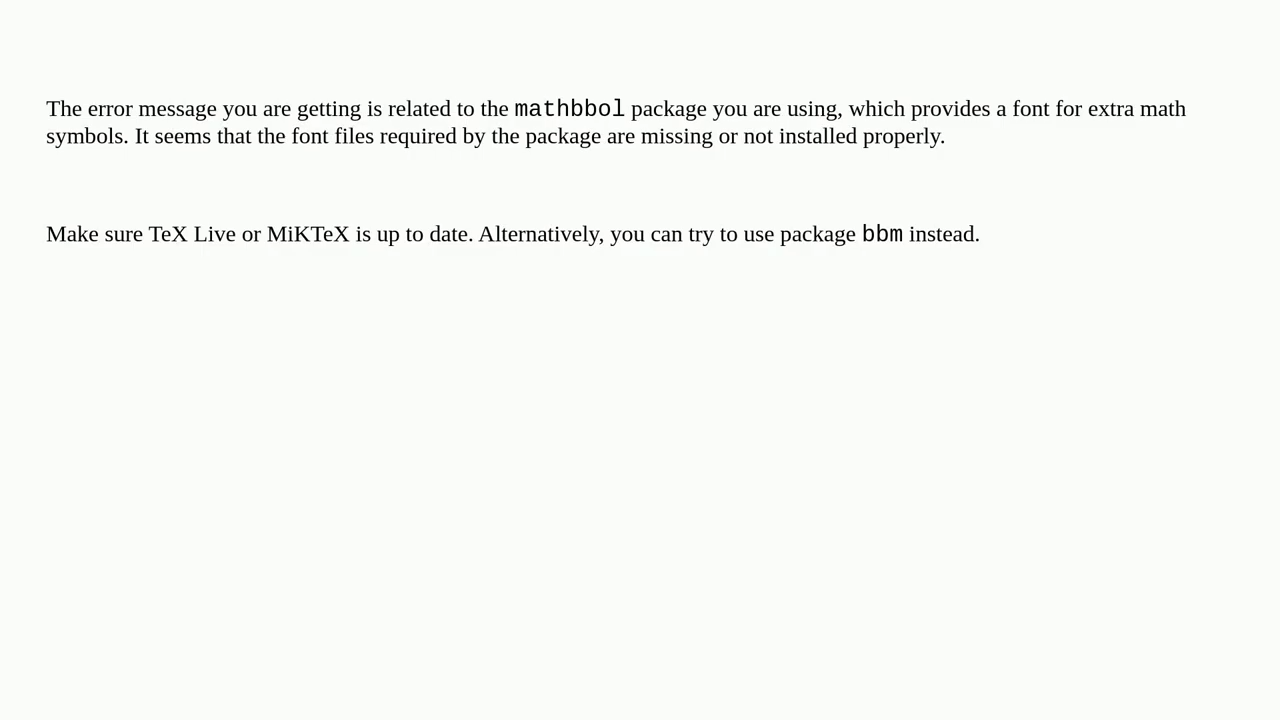 The error message you are getting is related to the mathbbol package you are using, which provides a font for extra math
symbols. It seems that the font files required by the package are missing or not installed properly.
Make sure TeX Live or MiKTeX is up to date. Alternatively, you can try to use package bbm instead.